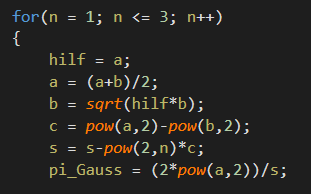 for(n = 1; n <= 3; n++)
{
    hilf = a;
    a = (a+b)/2;
    b = sqrt(hilf*b);
    c = pow(a,2)-pow(b,2);
    s = s-pow(2,n)*c;
    pi_Gauss = (2*pow(a,2))/s;